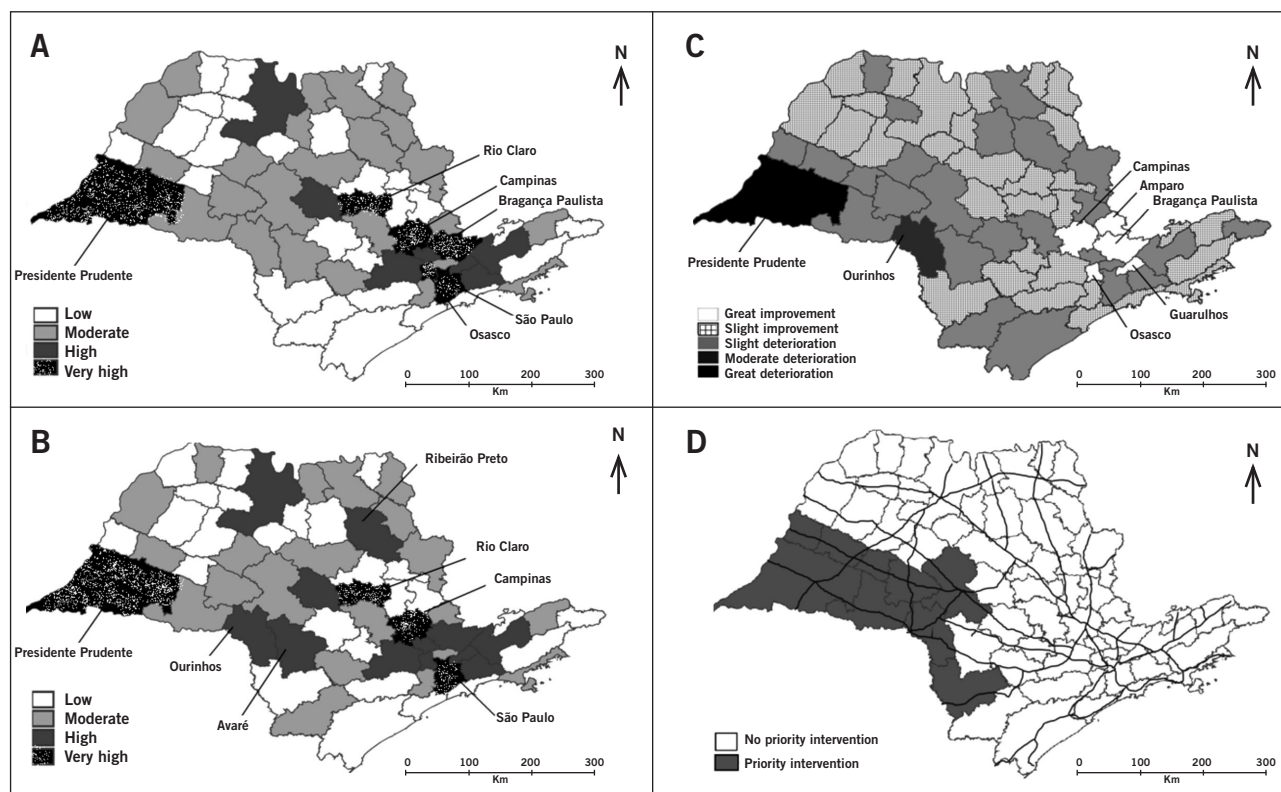 A
N
Rio Claro
Campinas
Bragança Paulista
Presidente Prudente
São Paulo
Osasco
Low
Moderate
High
Very high
0 100 200 300
Km
C
N
Campinas
Amparo
Bragança Paulista
Presidente Prudente
Ourinhos
Guarulhos
Osasco
Great improvement
Slight improvement
Slight deterioration
Moderate deterioration
Great deterioration
0 100 200 300
Km
B
N
Ribeirão Preto
Rio Claro
Campinas
Presidente Prudente
Ourinhos
Avaré
São Paulo
Low
Moderate
High
Very high
0 100 200 300
Km
D
N
No priority intervention
Priority intervention
0 100 200 300
Km